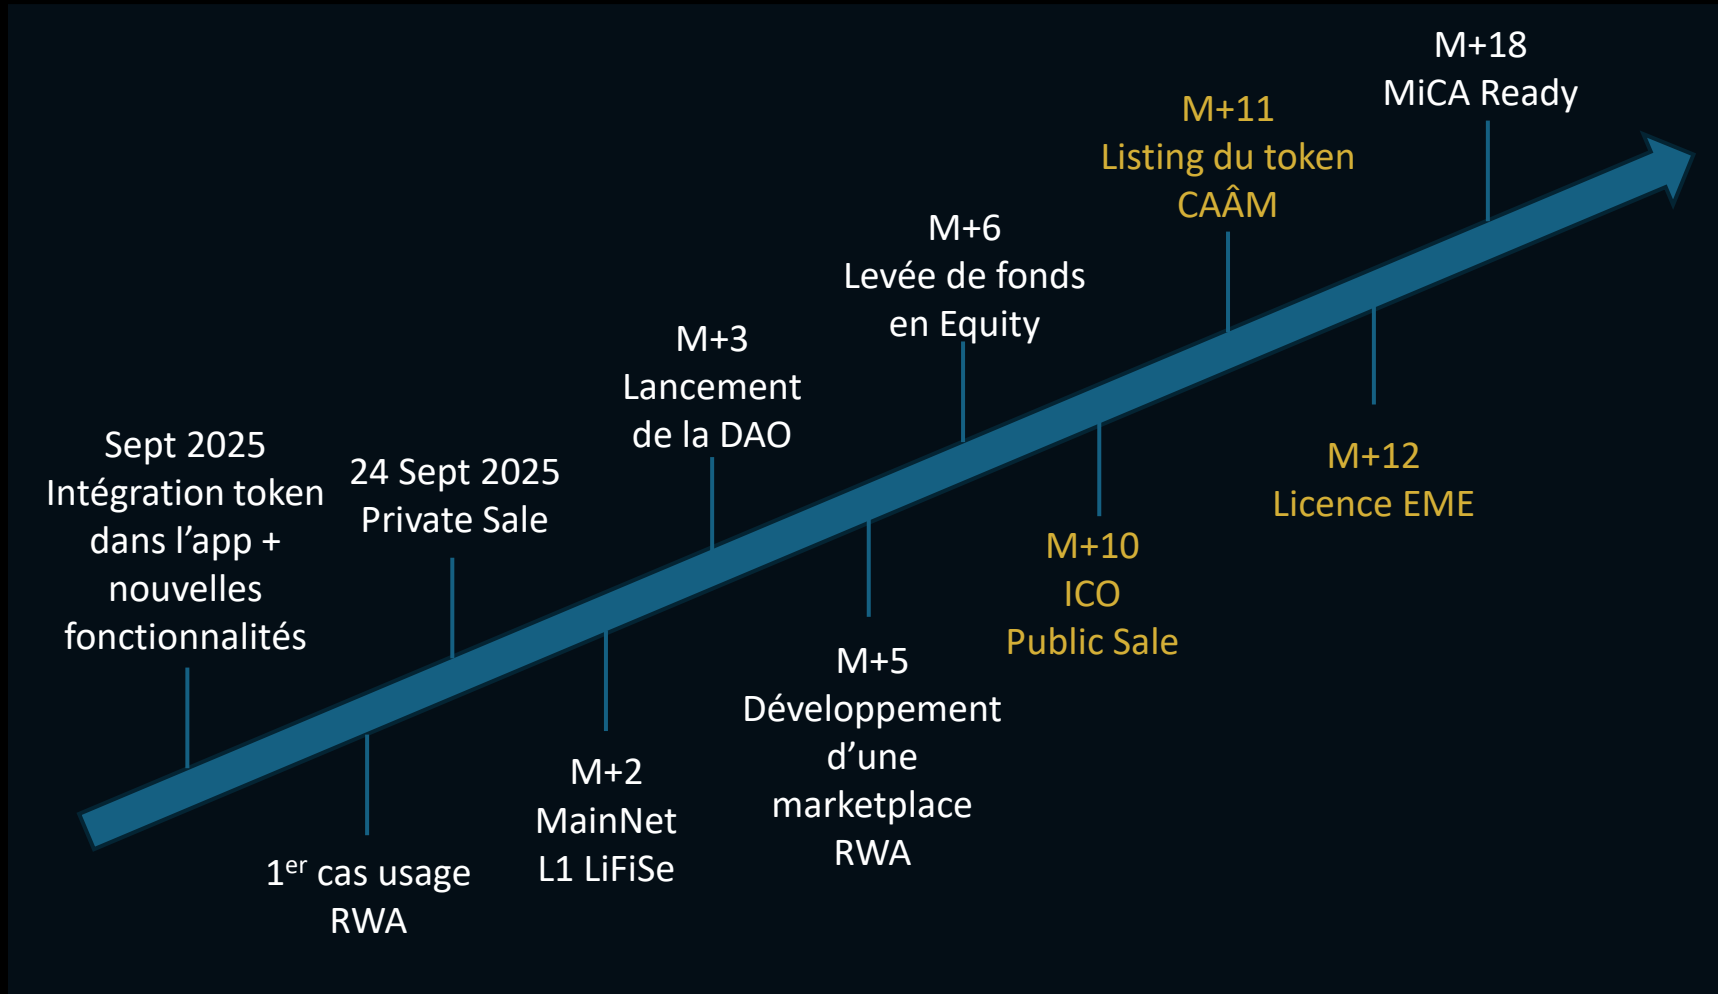 Sept 2025
Intégration token
dans l’app +
nouvelles
fonctionnalités
1er cas usage
RWA
24 Sept 2025
Private Sale
M+2
MainNet
L1 LiFiSe
M+3
Lancement
de la DAO
M+5
Développement
d’une
marketplace
RWA
M+6
Levée de fonds
en Equity
M+10
ICO
Public Sale
M+11
Listing du token
CAÂM
M+12
Licence EME
M+18
MiCA Ready